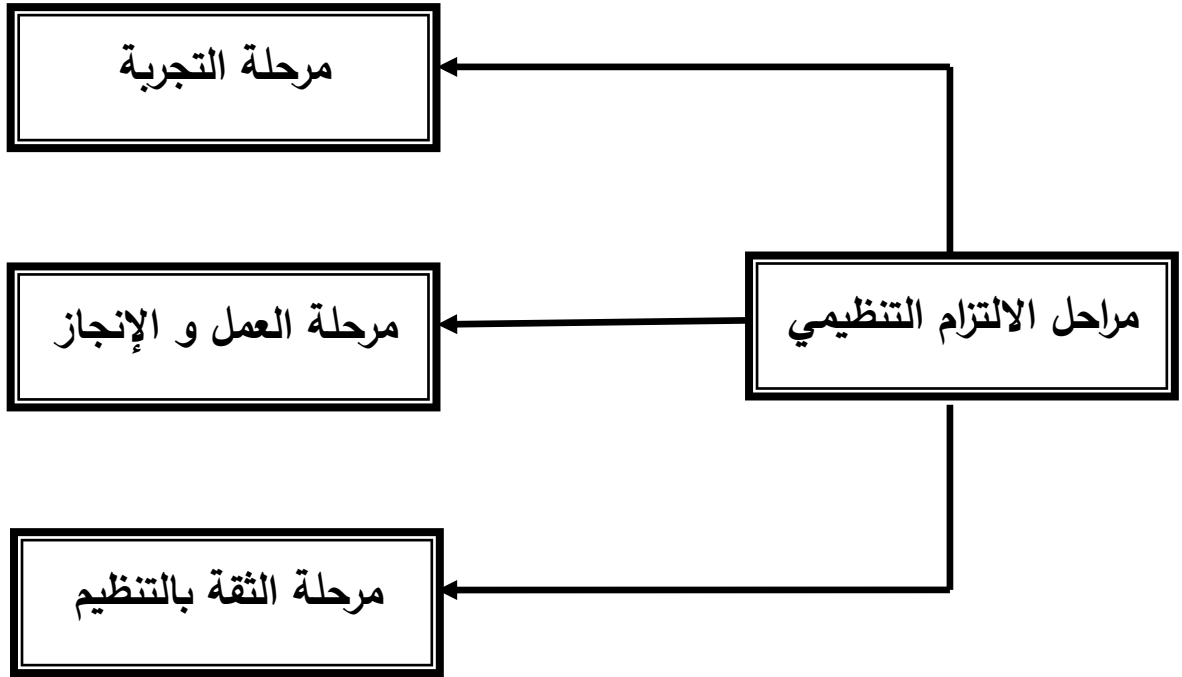 مرحلة التجربة
مراحل الالتزام التنظيمي
مرحلة العمل و الإنجاز
مرحلة الثقة بالتنظيم